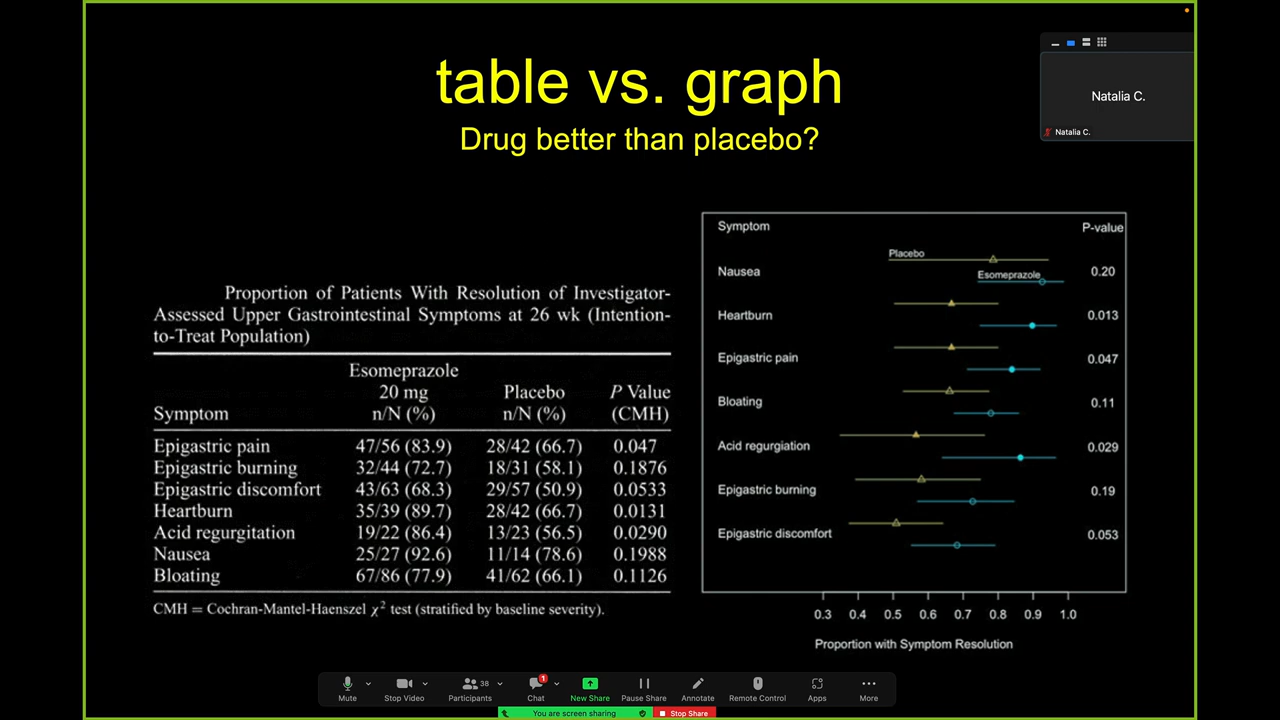 table vs. graph
Drug better than placebo?
Natalia C.
Natalia C.
Proportion of Patients With Resolution of Investigator-
Assessed Upper Gastrointestinal Symptoms at 26 wk (Intention-
to-Treat Population)
Esomeprazole
20 mg Placebo P Value
Symptom n/N (%) n/N (%) (CMH)
Epigastric pain 47/56 (83.9) 28/42 (66.7) 0.047
Epigastric burning 32/44 (72.7) 18/31 (58.1) 0.1876
Epigastric discomfort 43/63 (68.3) 29/57 (50.9) 0.0533
Heartburn 35/39 (89.7) 28/42 (66.7) 0.0131
Acid regurgitation 19/22 (86.4) 13/23 (56.5) 0.0290
Nausea 25/27 (92.6) 11/14 (78.6) 0.1988
Bloating 67/86 (77.9) 41/62 (66.1) 0.1126
CMH = Cochran-Mantel-Haenszel χ² test (stratified by baseline severity).
Symptom P-value
Placebo
Nausea Esomeprazole 0.20
Heartburn 0.013
Epigastric pain 0.047
Bloating 0.11
Acid regurgiation 0.029
Epigastric burning 0.19
Epigastric discomfort 0.053
0.3 0.4 0.5 0.6 0.7 0.8 0.9 1.0
Proportion with Symptom Resolution
38 1
Mute Stop Video Participants Chat New Share Pause Share Annotate Remote Control Apps More
You are screen sharing Stop Share